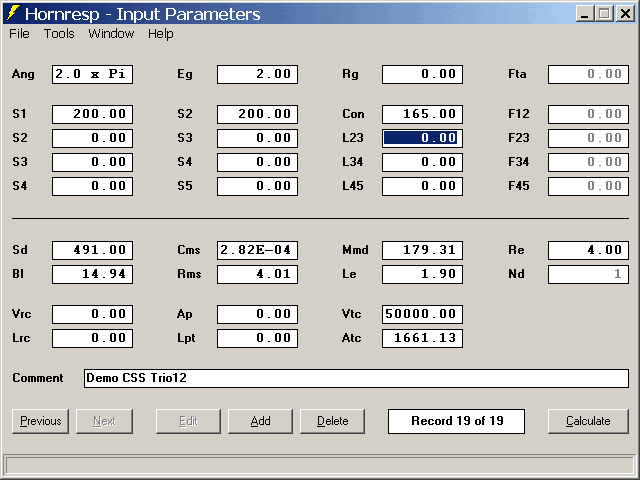 Hornresp - Input Parameters
File Tools Window Help
Ang 2.0 x Pi Eg 2.00 Rg 0.00 Fta 0.00
S1 200.00 S2 200.00 Con 165.00 F12 0.00
S2 0.00 S3 0.00 L23 0.00 F23 0.00
S3 0.00 S4 0.00 L34 0.00 F34 0.00
S4 0.00 S5 0.00 L45 0.00 F45 0.00
Sd 491.00 Cms 2.82E-04 Mmd 179.31 Re 4.00
Bl 14.94 Rms 4.01 Le 1.90 Nd 1
Vrc 0.00 Ap 0.00 Vtc 50000.00
Lrc 0.00 Lpt 0.00 Atc 1661.13
Comment Demo CSS Trio12
Previous Next Edit Add Delete Record 19 of 19 Calculate